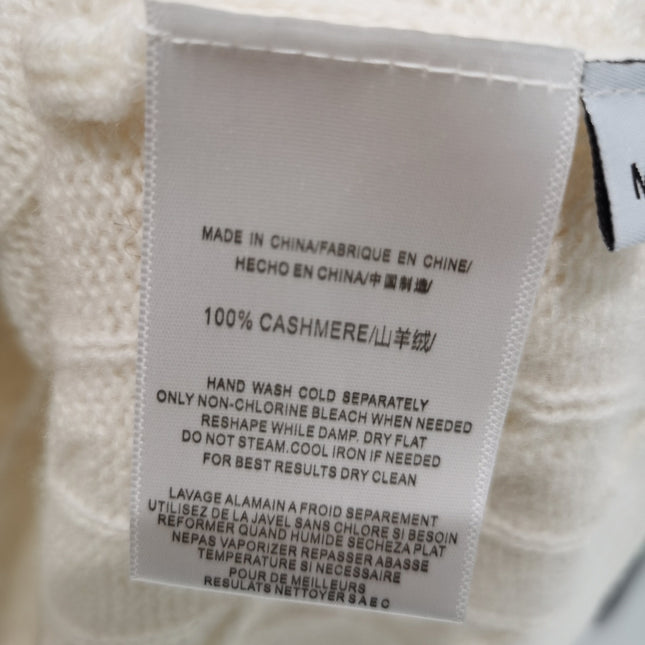 MADE IN CHINA/FABRIQUE EN CHINE/
HECHO EN CHINA/中国制造/
100% CASHMERE/山羊绒/
HAND WASH COLD SEPARATELY
ONLY NON-CHLORINE BLEACH WHEN NEEDED
RESHAPE WHILE DAMP. DRY FLAT
DO NOT STEAM.COOL IRON IF NEEDED
FOR BEST RESULTS DRY CLEAN
LAVAGE ALAMAIN A FROID SEPAREMENT
UTILISEZ DE LA JAVEL SANS CHLORE SI BESOIN
REFORMER QUAND HUMIDE SECHEZA PLAT
NEPAS VAPORIZER REPASSER ABASSE
TEMPERATURE SI NECESSAIRE
POUR DE MEILLEURS
RESULATS NETTOYER S A E C